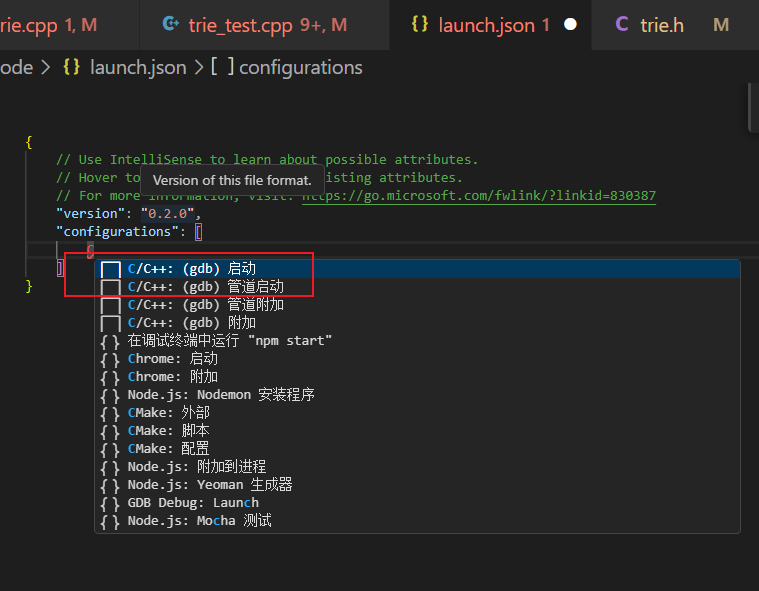 rie.cpp 1, M trie_test.cpp 9+, M {} launch.json 1 C trie.h M
ode > {} launch.json > [ ] configurations
{
// Use IntelliSense to learn about possible attributes.
// Hover to isting attributes.
Version of this file format.
// For more information, visit: https://go.microsoft.com/fwlink/?linkid=830387
"version": "0.2.0",
"configurations": [
C
]
}
C/C++: (gdb) 启动
C/C++: (gdb) 管道启动
C/C++: (gdb) 管道附加
C/C++: (gdb) 附加
{} 在调试终端中运行 "npm start"
{} Chrome: 启动
{} Chrome: 附加
{} Node.js: Nodemon 安装程序
{} CMake: 外部
{} CMake: 脚本
{} CMake: 配置
{} Node.js: 附加到进程
{} Node.js: Yeoman 生成器
{} GDB Debug: Launch
{} Node.js: Mocha 测试